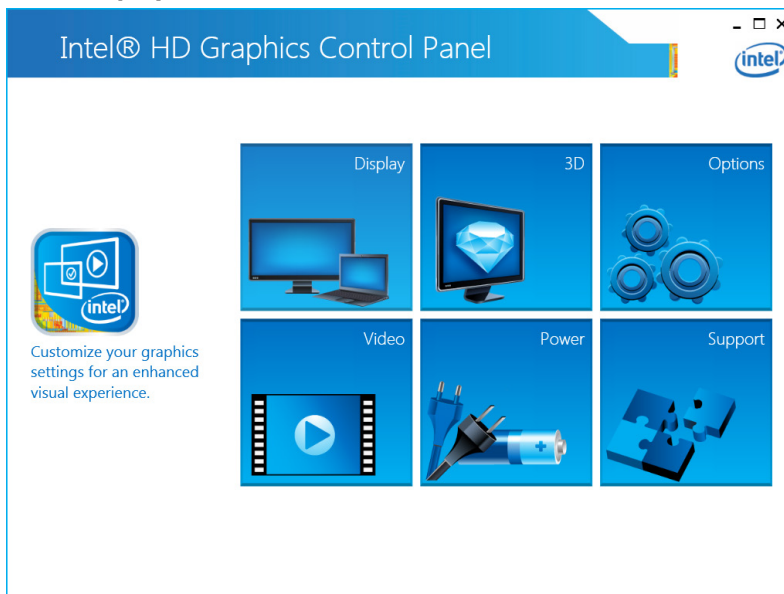 Intel® HD Graphics Control Panel
intel
Display
3D
Options
intel
Customize your graphics
settings for an enhanced
visual experience.
Video
Power
Support